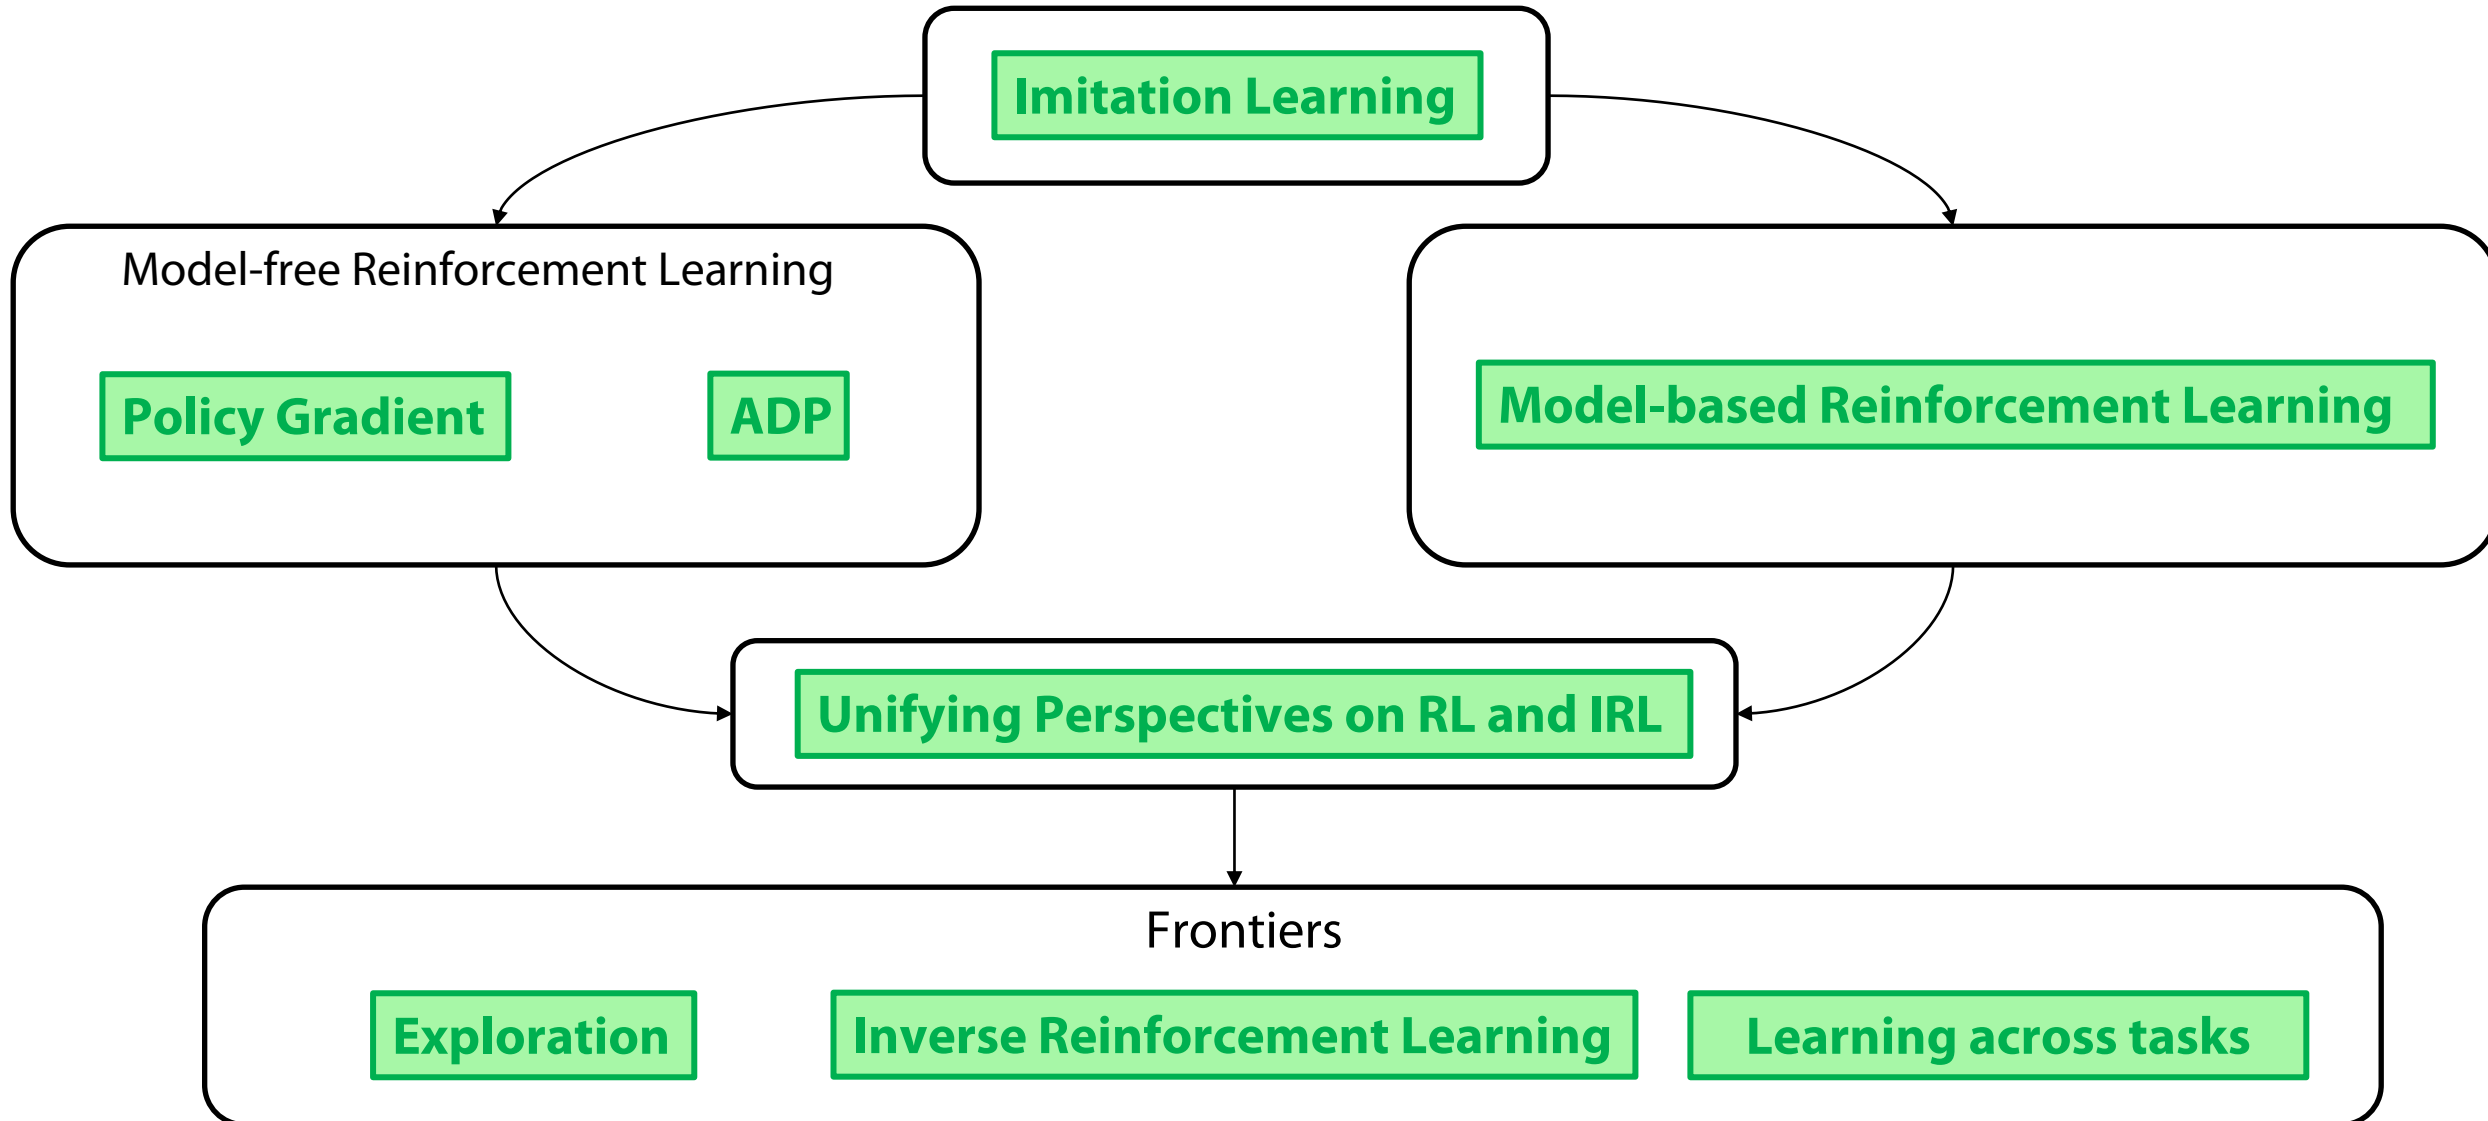 Imitation Learning
Model-free Reinforcement Learning
Policy Gradient
ADP
Model-based Reinforcement Learning
Unifying Perspectives on RL and IRL
Frontiers
Exploration
Inverse Reinforcement Learning
Learning across tasks